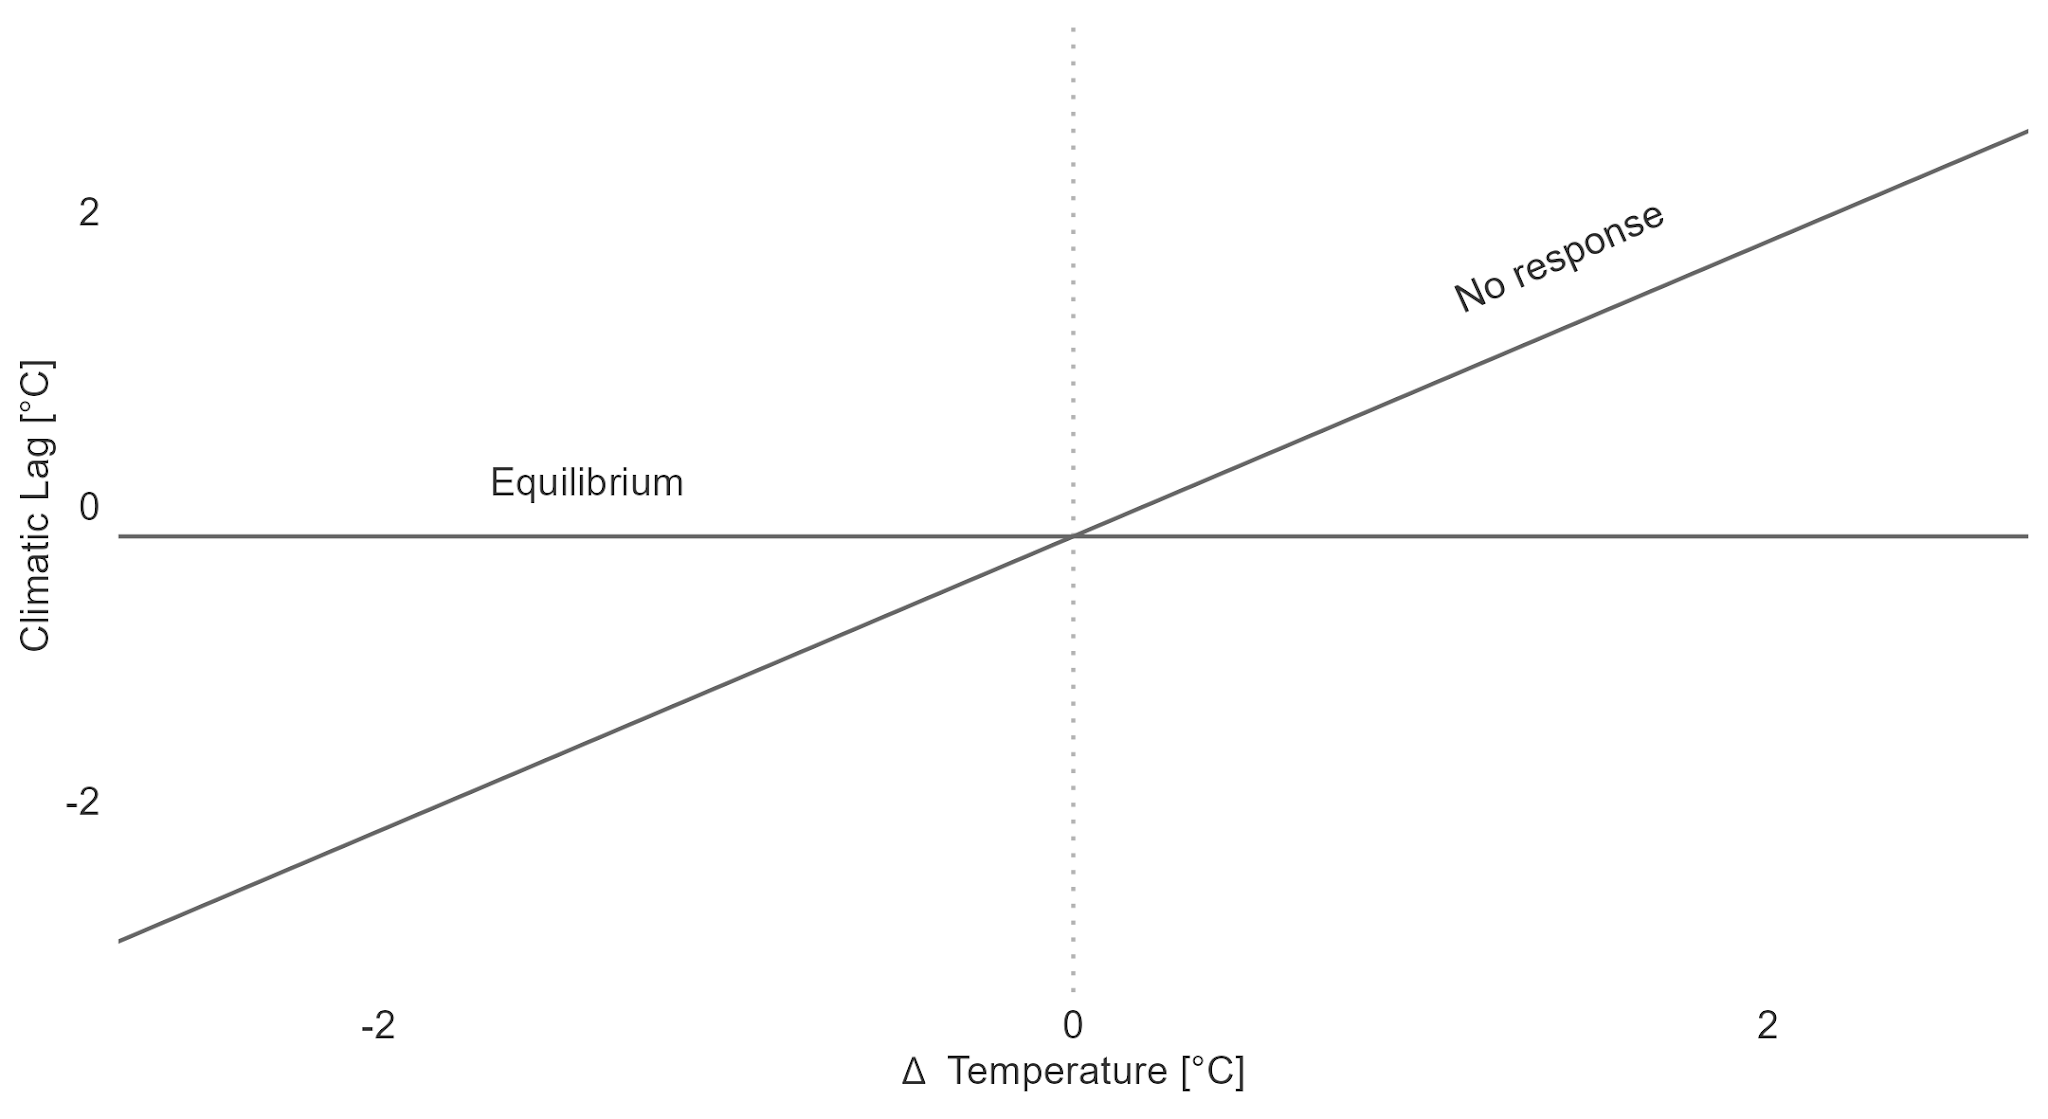 2
No response
Climatic Lag [°C]
Equilibrium
0
-2
-2
0
2
Δ Temperature [°C]